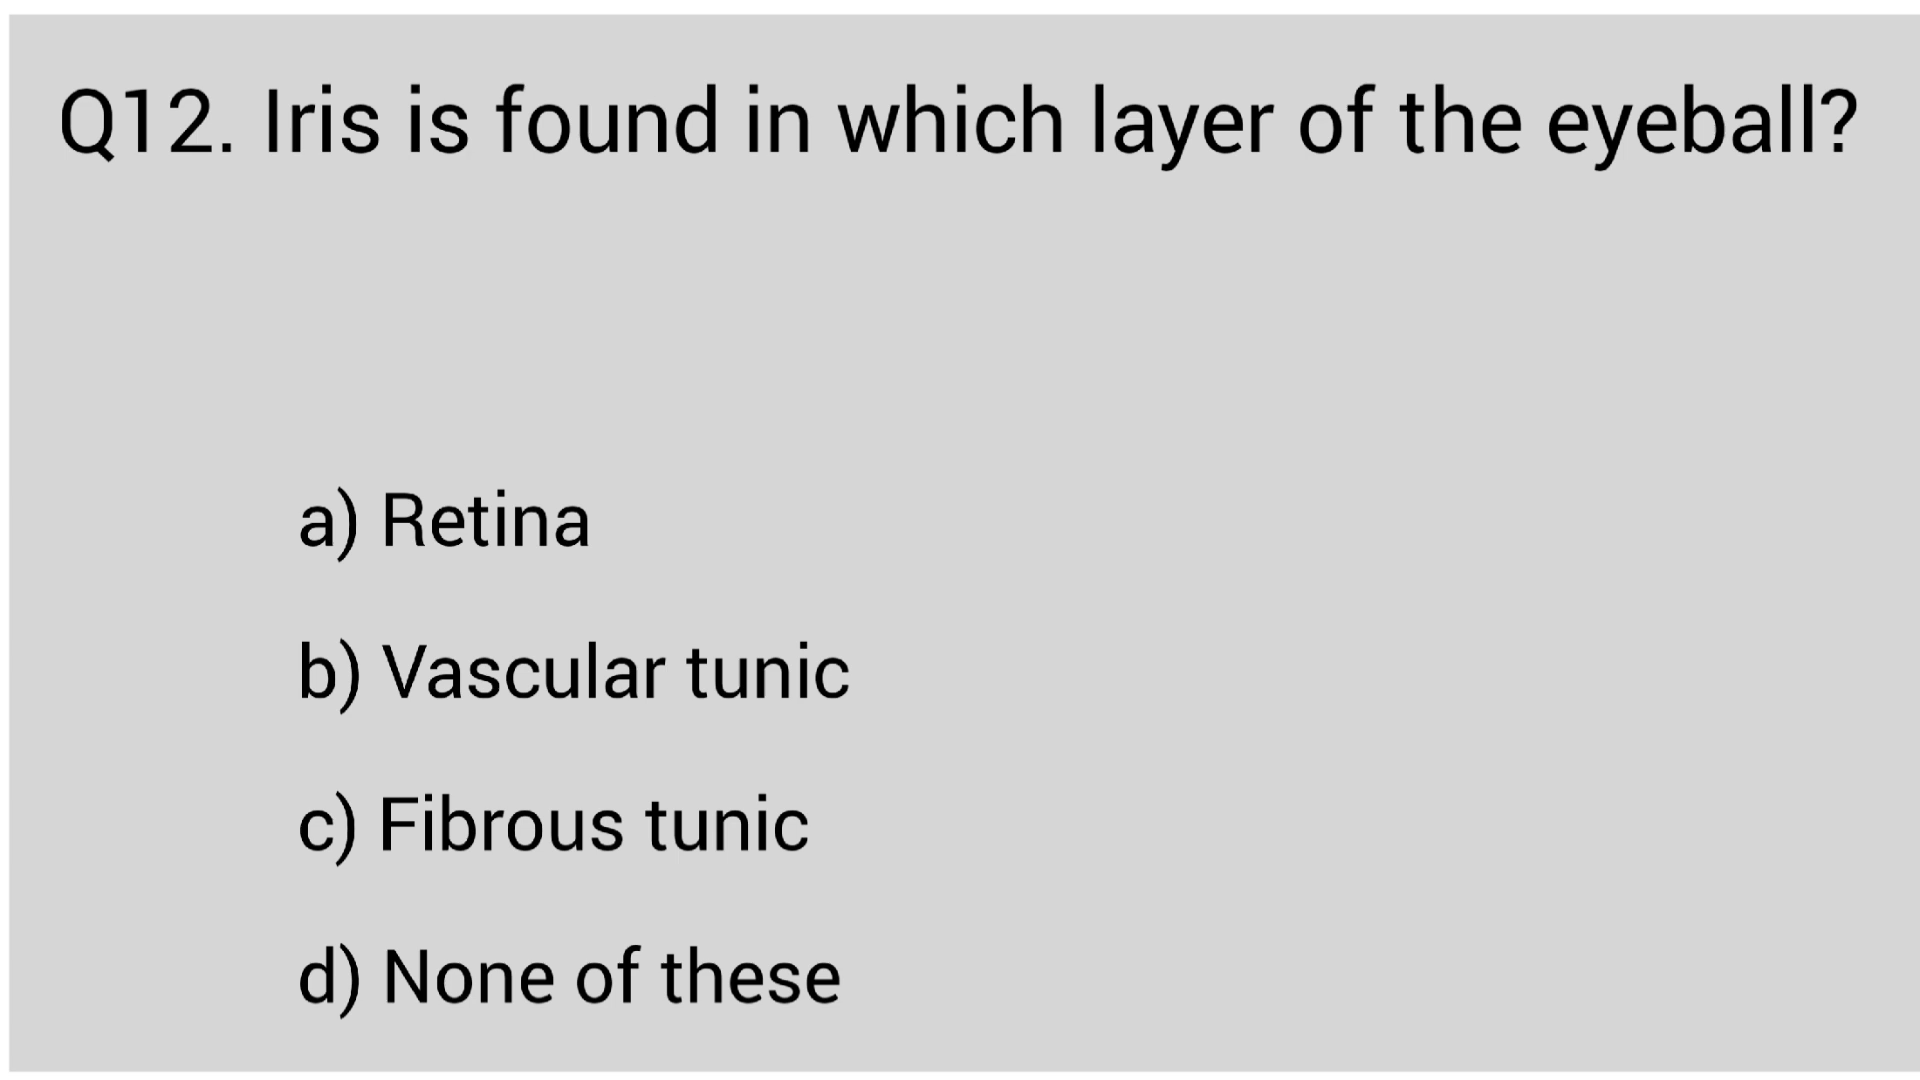 Q12. Iris is found in which layer of the eyeball?
a) Retina
b) Vascular tunic
c) Fibrous tunic
d) None of these